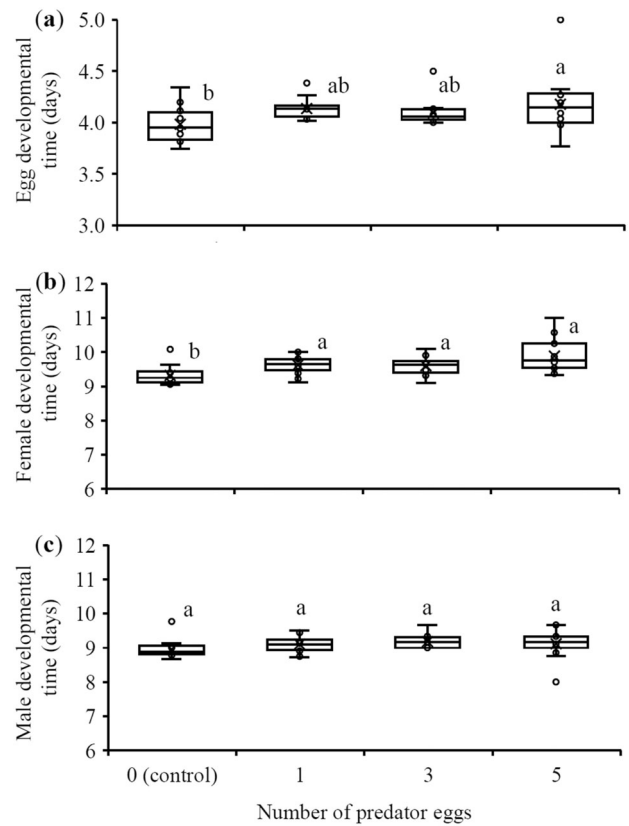 (a)
Egg developmental
time (days)
5.0
4.5
4.0
3.5
3.0
b
ab
ab
a
(b)
Female developmental
time (days)
12
11
10
9
8
7
6
b
a
a
a
(c)
Male developmental
time (days)
12
11
10
9
8
7
6
a
a
a
a
0 (control)
1
3
5
Number of predator eggs